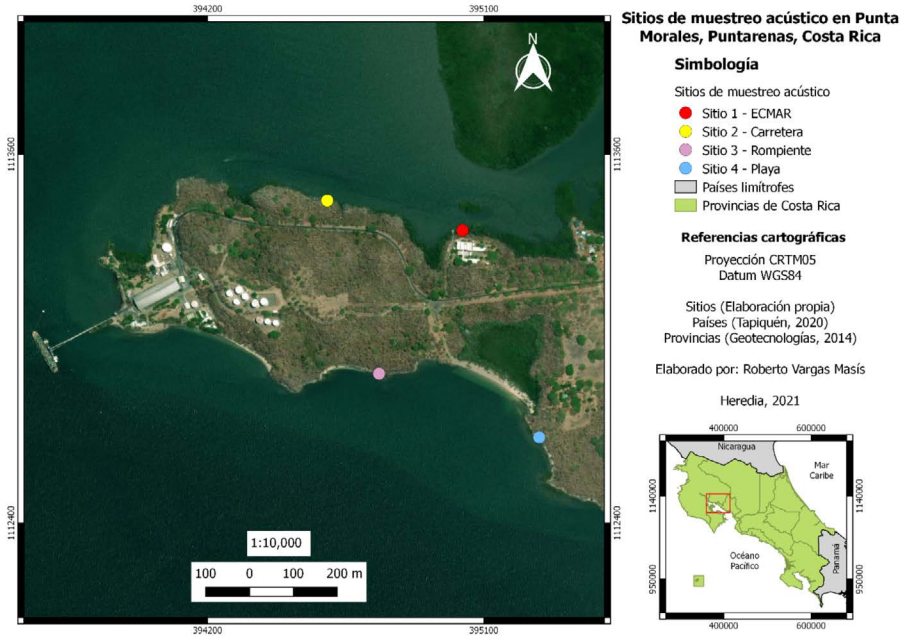 394200
395100
Sitios de muestreo acústico en Punta
Morales, Puntarenas, Costa Rica
N
Simbología
Sitios de muestreo acústico
Sitio 1 - ECMAR
Sitio 2 - Carretera
Sitio 3 - Rompiente
Sitio 4 - Playa
Países limítrofes
Provincias de Costa Rica
1113600
1113600
Referencias cartográficas
Proyección CRTM05
Datum WGS84
Sitios (Elaboración propia)
Países (Tapiquén, 2020)
Provincias (Geotecnologías, 2014)
Elaborado por: Roberto Vargas Masís
Heredia, 2021
1112400
1112400
1:10,000
100 0 100 200 m
394200
395100
400000
600000
Nicaragua
Mar
Caribe
1140000
1140000
Océano
Pacífico
Panamá
950000
950000
400000
600000